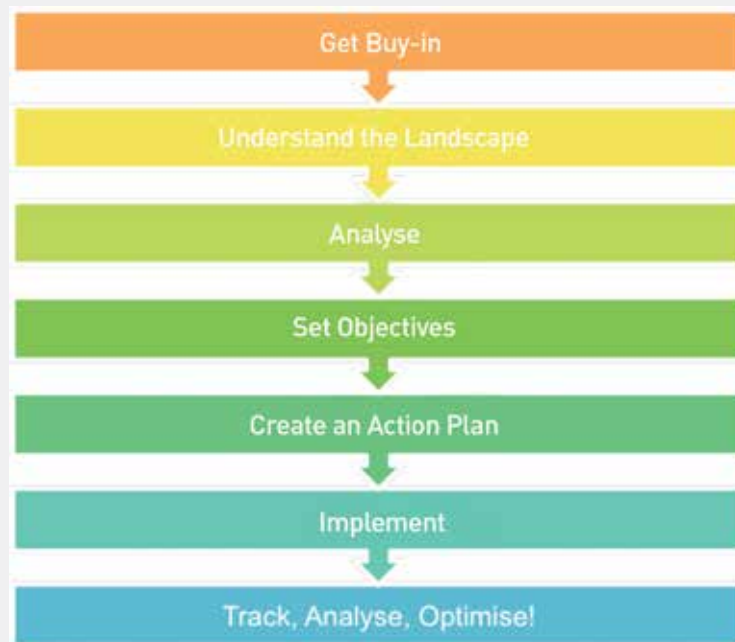 Get Buy-in
Understand the Landscape
Analyse
Set Objectives
Create an Action Plan
Implement
Track, Analyse, Optimise!